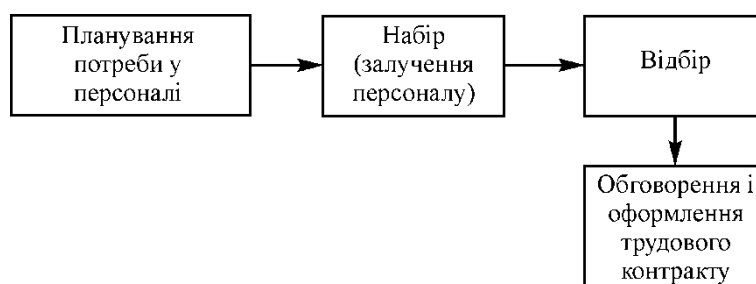 Планування
потреби у
персоналі
Набір
(залучення
персоналу)
Відбір
Обговорення і
оформлення
трудового
контракту